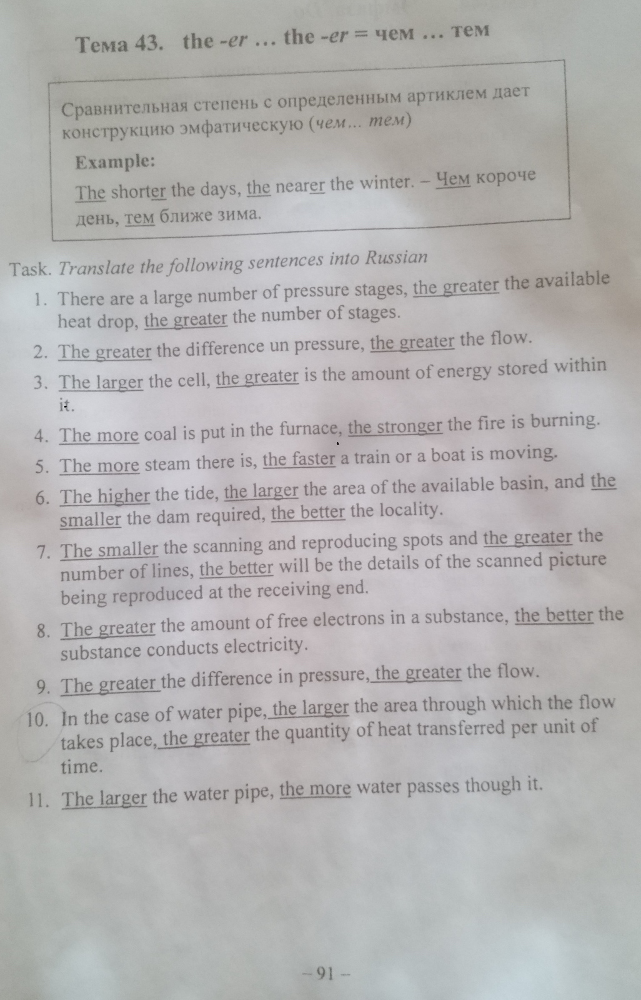 Тема 43. the -er ... the -er = чем ... тем
Сравнительная степень с определенным артиклем дает
конструкцию эмфатическую (чем... тем)
Example:
The shorter the days, the nearer the winter. – Чем короче
день, тем ближе зима.
Task. Translate the following sentences into Russian
1. There are a large number of pressure stages, the greater the available
heat drop, the greater the number of stages.
2. The greater the difference un pressure, the greater the flow.
3. The larger the cell, the greater is the amount of energy stored within
it.
4. The more coal is put in the furnace, the stronger the fire is burning.
5. The more steam there is, the faster a train or a boat is moving.
6. The higher the tide, the larger the area of the available basin, and the
smaller the dam required, the better the locality.
7. The smaller the scanning and reproducing spots and the greater the
number of lines, the better will be the details of the scanned picture
being reproduced at the receiving end.
8. The greater the amount of free electrons in a substance, the better the
substance conducts electricity.
9. The greater the difference in pressure, the greater the flow.
10. In the case of water pipe, the larger the area through which the flow
takes place, the greater the quantity of heat transferred per unit of
time.
11. The larger the water pipe, the more water passes though it.
– 91 –